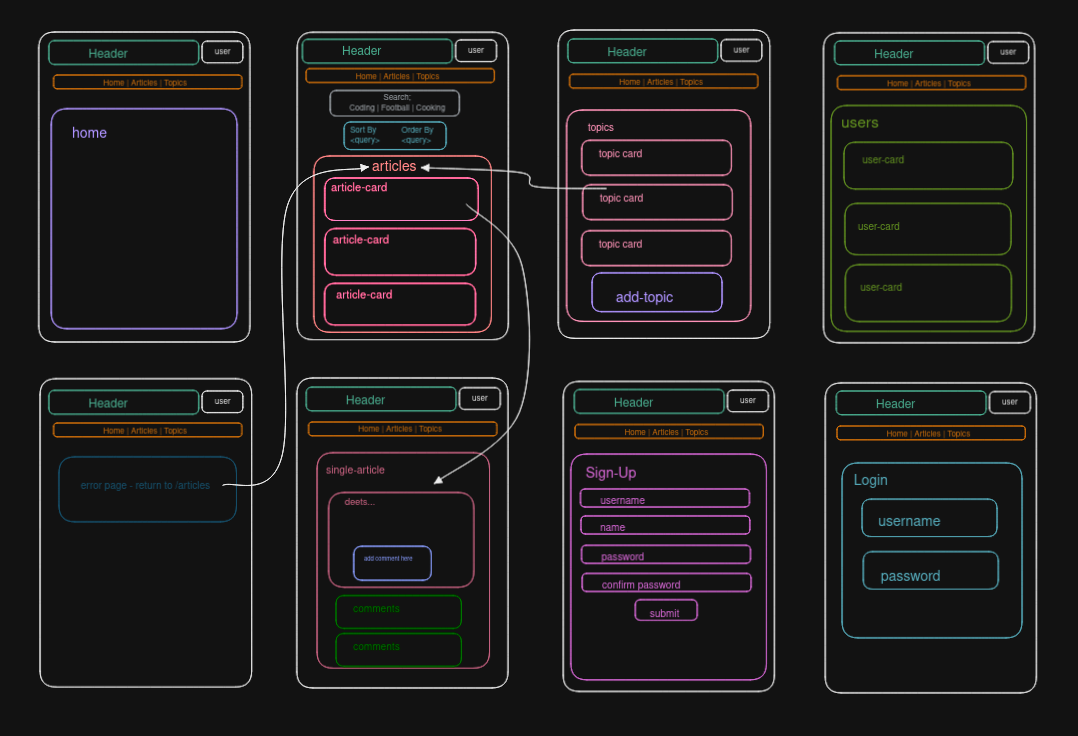 Header
user
Home | Articles | Topics
home
Header
user
Home | Articles | Topics
Search;
Coding | Football | Cooking
Sort By
<query>
Order By
<query>
articles
article-card
article-card
article-card
Header
user
Home | Articles | Topics
topics
topic card
topic card
topic card
add-topic
Header
user
Home | Articles | Topics
users
user-card
user-card
user-card
Header
user
Home | Articles | Topics
error page - return to /articles
Header
user
Home | Articles | Topics
single-article
deets...
add comment here
comments
comments
Header
user
Home | Articles | Topics
Sign-Up
username
name
password
confirm password
submit
Header
user
Home | Articles | Topics
Login
username
password